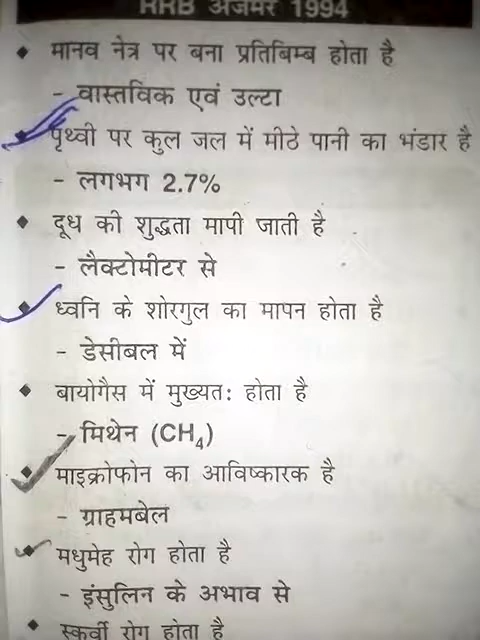 RRB अजमेर 1994
मानव नेत्र पर बना प्रतिबिम्ब होता है
- वास्तविक एवं उल्टा
पृथ्वी पर कुल जल में मीठे पानी का भंडार है
- लगभग 2.7%
दूध की शुद्धता मापी जाती है
- लैक्टोमीटर से
ध्वनि के शोरगुल का मापन होता है
- डेसीबल में
बायोगैस में मुख्यतः होता है
- मिथेन (CH₄)
माइक्रोफोन का आविष्कारक है
- ग्राहमबेल
मधुमेह रोग होता है
- इंसुलिन के अभाव से
स्कर्वी रोग होता है